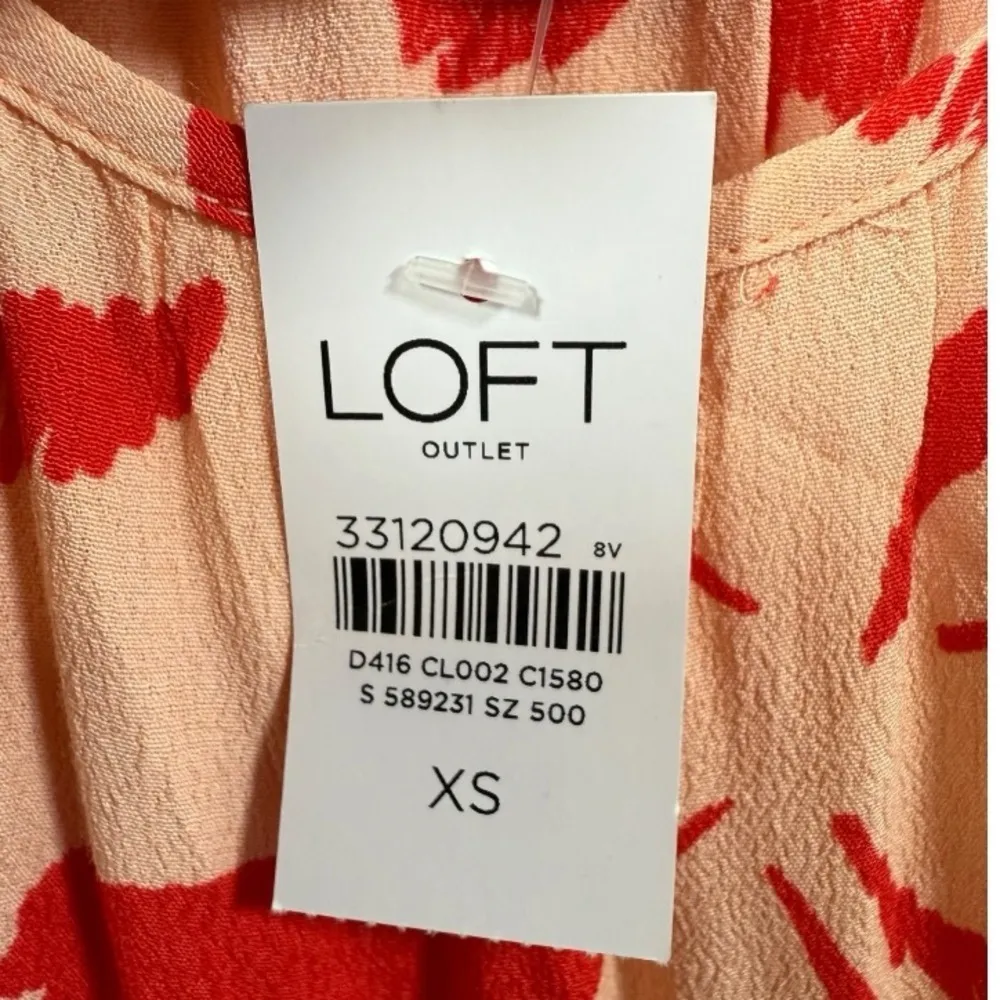 LOFT
OUTLET
33120942 8V
D416 CL002 C1580
S 589231 SZ 500
XS